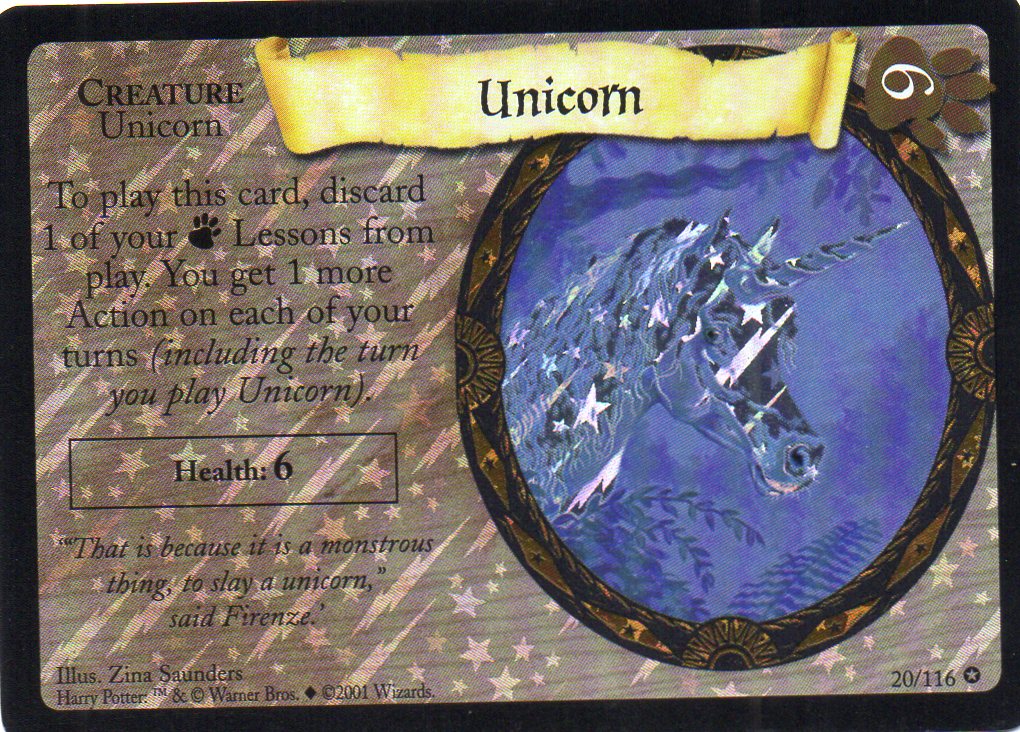 Unicorn
6
CREATURE
Unicorn
To play this card, discard
1 of your Lessons from
play. You get 1 more
Action on each of your
turns (including the turn
you play Unicorn).
Health: 6
'"That is because it is a monstrous
thing, to slay a unicorn,"
said Firenze.'
Illus. Zina Saunders
Harry Potter: ™ & © Warner Bros. ♦ ©2001 Wizards.
20/116 ✪